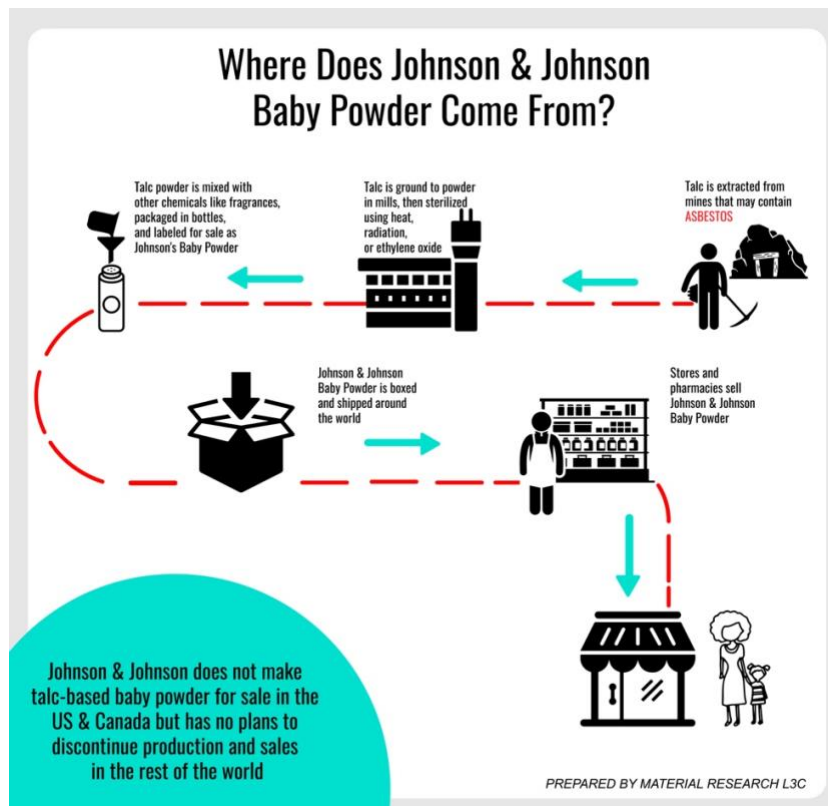 Where Does Johnson & Johnson
Baby Powder Come From?
Talc is extracted from
mines that may contain
ASBESTOS
Talc is ground to powder
in mills, then sterilized
using heat,
radiation,
or ethylene oxide
Talc powder is mixed with
other chemicals like fragrances,
packaged in bottles,
and labeled for sale as
Johnson's Baby Powder
Johnson & Johnson
Baby Powder is boxed
and shipped around
the world
Stores and
pharmacies sell
Johnson & Johnson
Baby Powder
Johnson & Johnson does not make
talc-based baby powder for sale in the
US & Canada but has no plans to
discontinue production and sales
in the rest of the world
PREPARED BY MATERIAL RESEARCH L3C